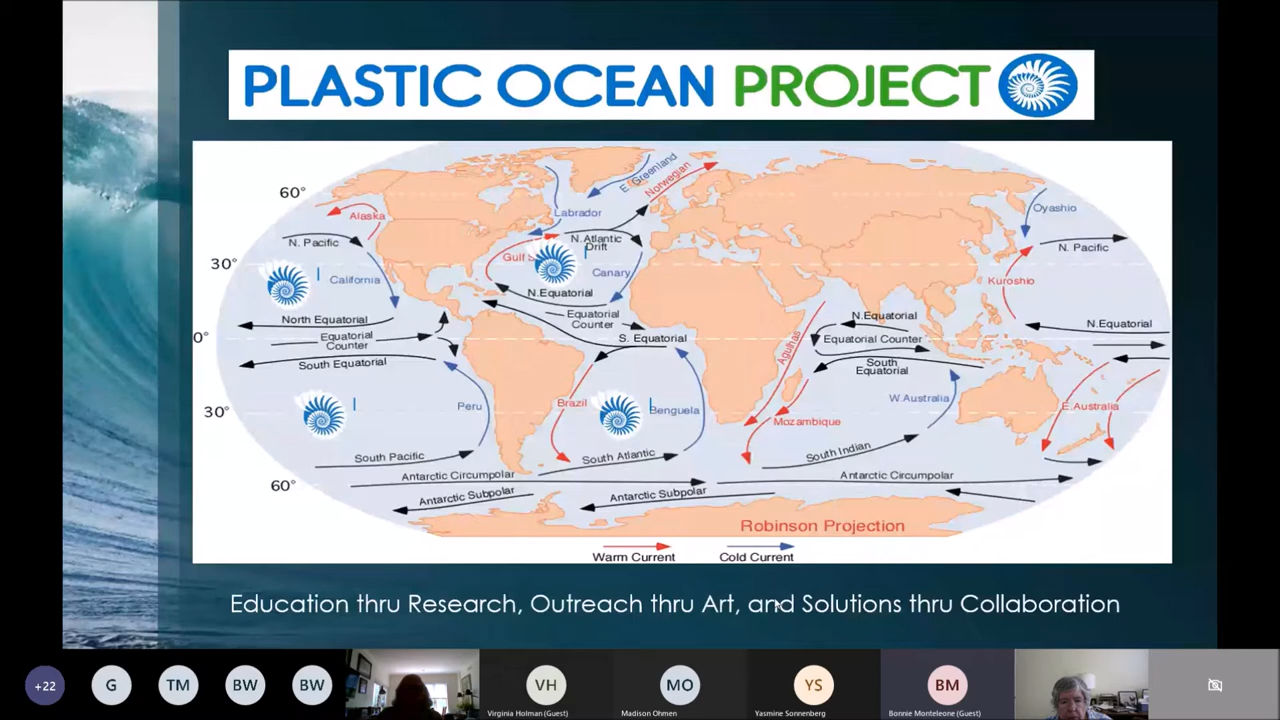 PLASTIC OCEAN PROJECT
60°
30°
0°
30°
60°
Alaska
N. Pacific
California
North Equatorial
Equatorial
Counter
South Equatorial
Peru
South Pacific
Antarctic Circumpolar
Antarctic Subpolar
Labrador
E. Greenland
Norwegian
N. Atlantic
Drift
Gulf
Canary
N.Equatorial
Equatorial
Counter
S. Equatorial
Brazil
Benguela
South Atlantic
Antarctic Subpolar
Agulhas
Mozambique
N.Equatorial
Equatorial Counter
South
Equatorial
W.Australia
South Indian
Antarctic Circumpolar
Oyashio
N. Pacific
Kuroshio
N.Equatorial
E.Australia
Robinson Projection
Warm Current
Cold Current
Education thru Research, Outreach thru Art, and Solutions thru Collaboration
+22
G
TM
BW
BW
VH
Virginia Holman (Guest)
MO
Madison Ohmen
YS
Yasmine Sonnenberg
BM
Bonnie Monteleone (Guest)